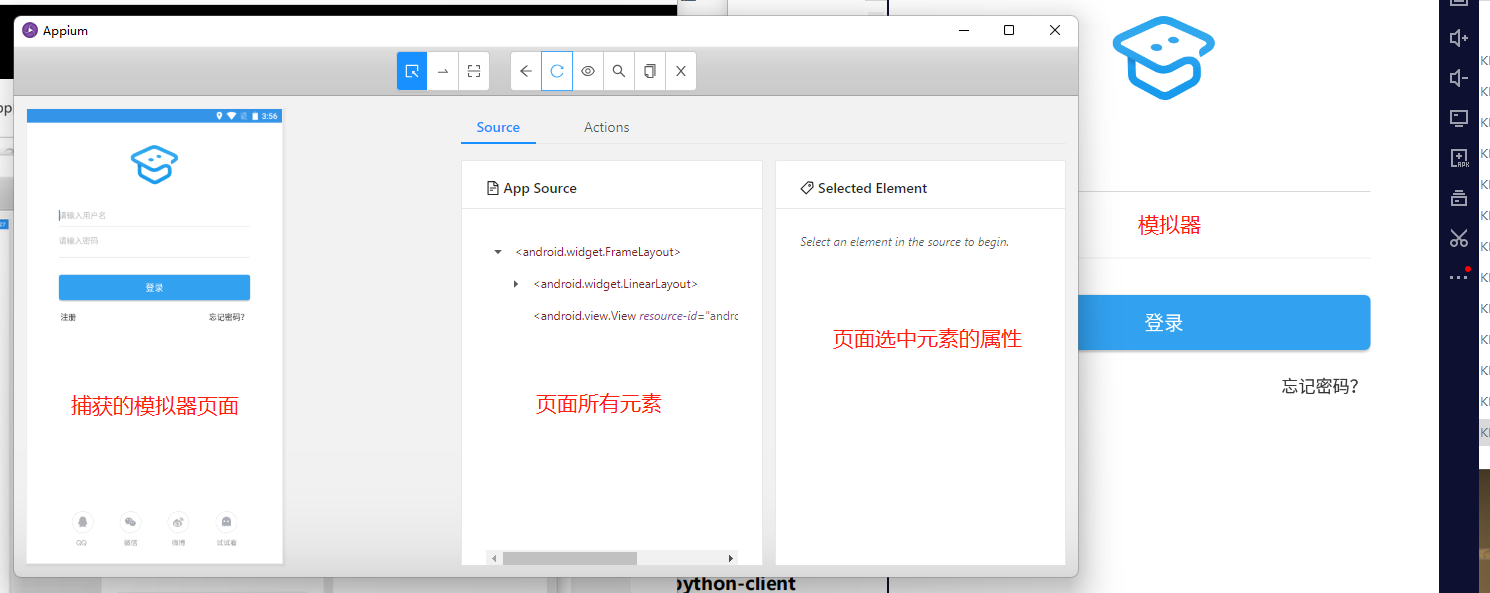 Appium
3:56
请输入用户名
请输入密码
登录
注册
忘记密码?
捕获的模拟器页面
QQ
微信
微博
试试看
Source
Actions
App Source
<android.widget.FrameLayout>
<android.widget.LinearLayout>
<android.view.View resource-id="andro
页面所有元素
Selected Element
Select an element in the source to begin.
页面选中元素的属性
模拟器
登录
忘记密码?
APK
python-client